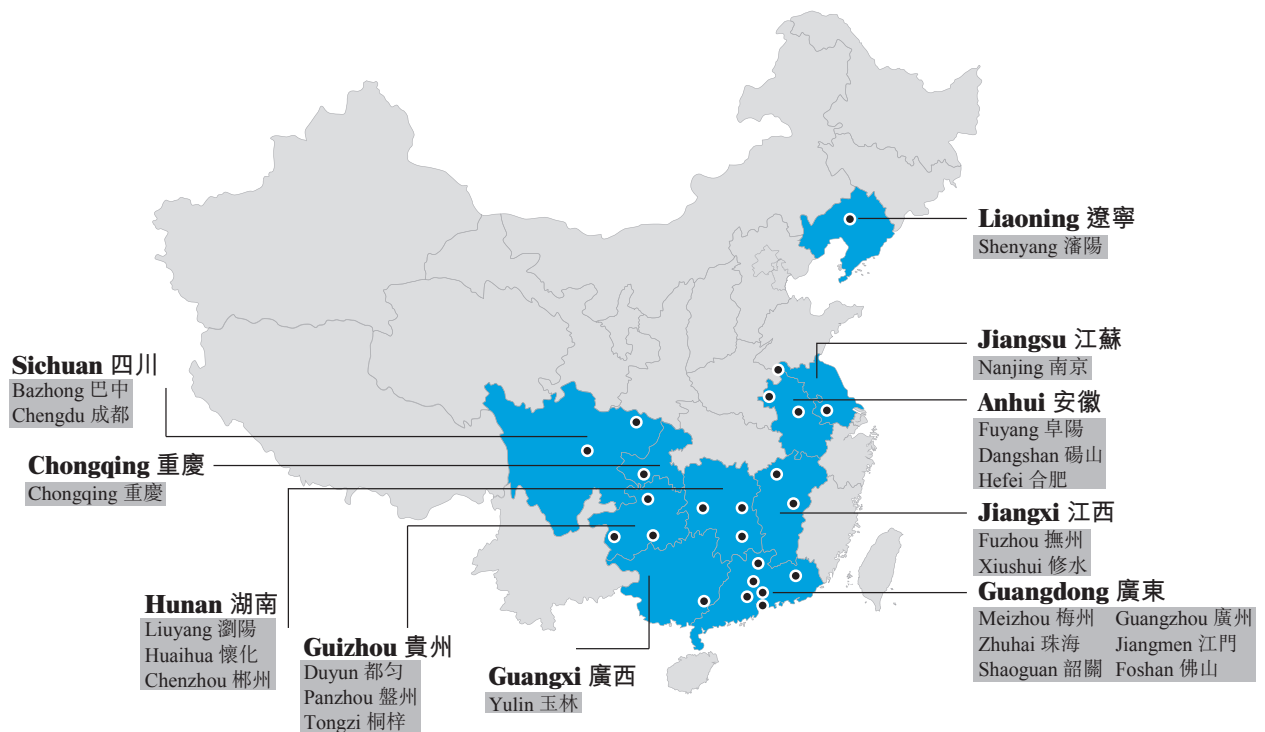 Liaoning 遼寧
Shenyang 瀋陽
Jiangsu 江蘇
Nanjing 南京
Anhui 安徽
Fuyang 阜陽
Dangshan 碭山
Hefei 合肥
Jiangxi 江西
Fuzhou 撫州
Xiushui 修水
Guangdong 廣東
Meizhou 梅州 Guangzhou 廣州
Zhuhai 珠海 Jiangmen 江門
Shaoguan 韶關 Foshan 佛山
Sichuan 四川
Bazhong 巴中
Chengdu 成都
Chongqing 重慶
Chongqing 重慶
Hunan 湖南
Liuyang 瀏陽
Huaihua 懷化
Chenzhou 郴州
Guizhou 貴州
Duyun 都勻
Panzhou 盤州
Tongzi 桐梓
Guangxi 廣西
Yulin 玉林